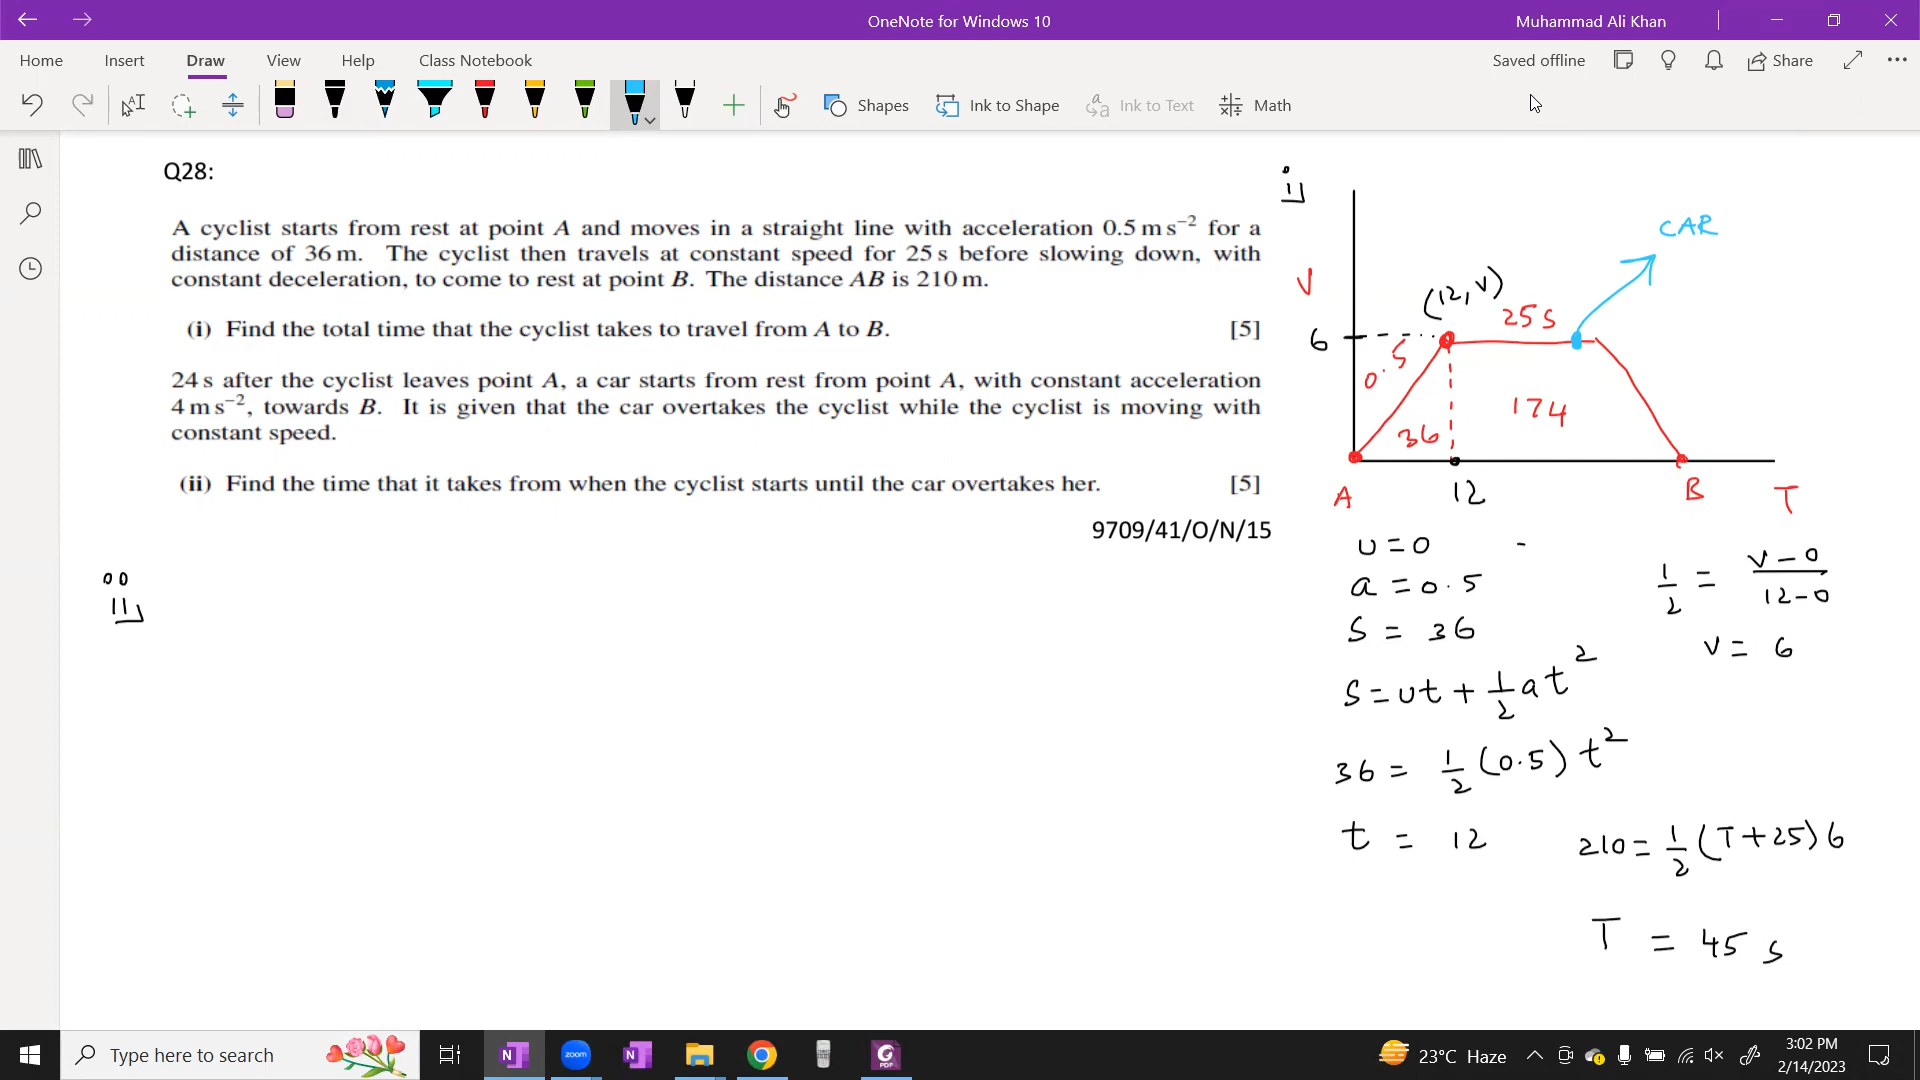 OneNote for Windows 10
Muhammad Ali Khan
Home Insert Draw View Help Class Notebook
Saved offline
Share
Shapes
Ink to Shape
Ink to Text
Math
Q28:
A cyclist starts from rest at point A and moves in a straight line with acceleration 0.5 m s⁻² for a
distance of 36 m. The cyclist then travels at constant speed for 25 s before slowing down, with
constant deceleration, to come to rest at point B. The distance AB is 210 m.
(i) Find the total time that the cyclist takes to travel from A to B. [5]
24 s after the cyclist leaves point A, a car starts from rest from point A, with constant acceleration
4 m s⁻², towards B. It is given that the car overtakes the cyclist while the cyclist is moving with
constant speed.
(ii) Find the time that it takes from when the cyclist starts until the car overtakes her. [5]
9709/41/O/N/15
ii
i
CAR
V
(12, V)
25 s
6
0.5
36
174
A
12
B
T
u = 0
a = 0.5
s = 36
s = ut + 1/2 at²
36 = 1/2 (0.5) t²
t = 12
1/2 = (v - 0)/(12 - 0)
v = 6
210 = 1/2 (T + 25) 6
T = 45 s
Type here to search
zoom
PDF
23°C Haze
3:02 PM
2/14/2023